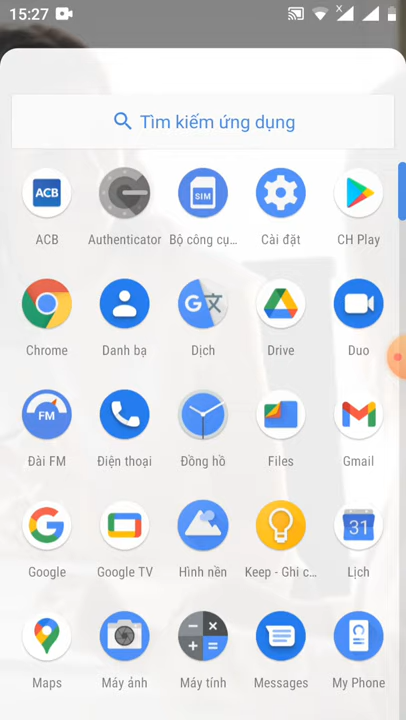 15:27
Tìm kiếm ứng dụng
ACB
ACB
Authenticator
SIM
Bộ công cụ...
Cài đặt
CH Play
Chrome
Danh bạ
G文
Dịch
Drive
Duo
FM
Đài FM
Điện thoại
Đồng hồ
Files
Gmail
G
Google
Google TV
Hình nền
Keep - Ghi c...
31
Lịch
Maps
Máy ảnh
Máy tính
Messages
My Phone